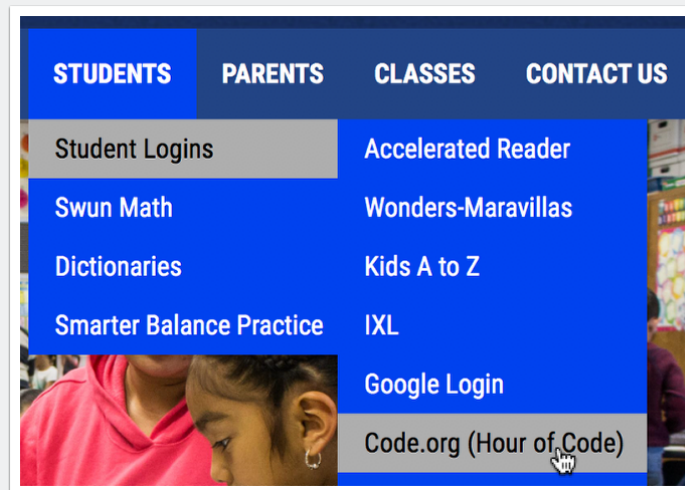 STUDENTS PARENTS CLASSES CONTACT US
Student Logins
Swun Math
Dictionaries
Smarter Balance Practice
Accelerated Reader
Wonders-Maravillas
Kids A to Z
IXL
Google Login
Code.org (Hour of Code)